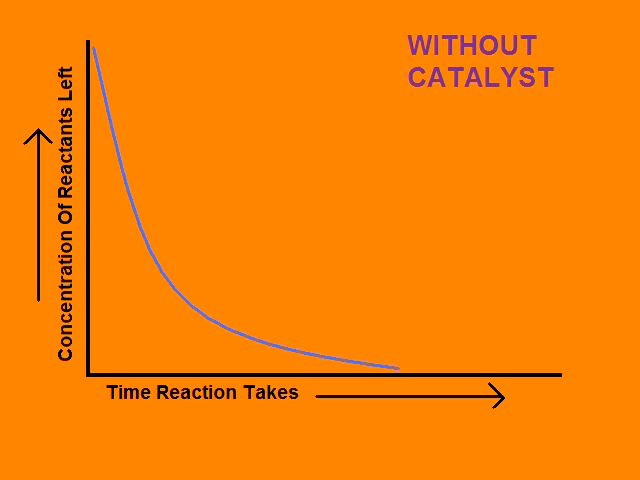 WITHOUT
CATALYST
Concentration Of Reactants Left
Time Reaction Takes